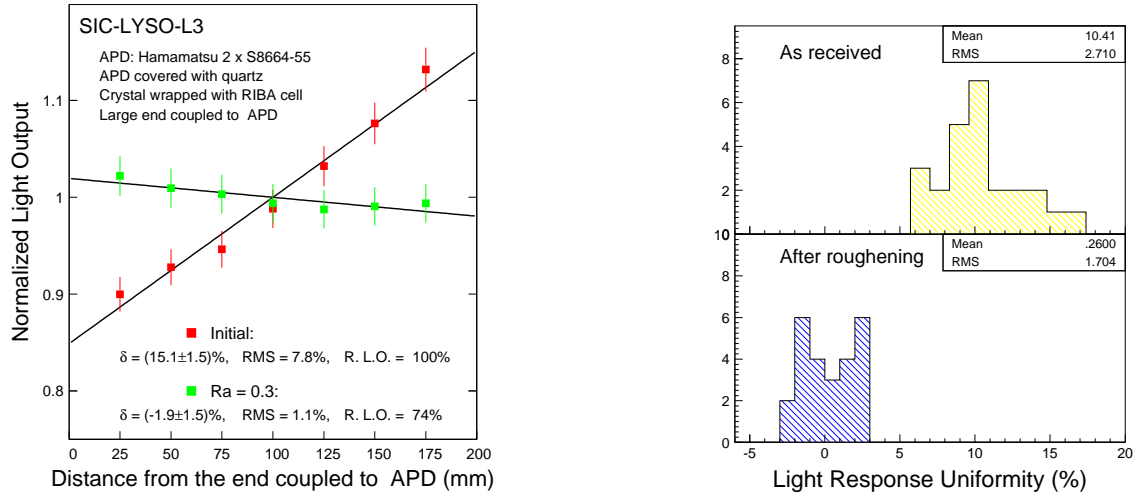 SIC-LYSO-L3
APD: Hamamatsu 2 x S8664-55
APD covered with quartz
Crystal wrapped with RIBA cell
Large end coupled to APD
Normalized Light Output
1.1
1
0.9
0.8
Initial:
δ = (15.1±1.5)%, RMS = 7.8%, R. L.O. = 100%
Ra = 0.3:
δ = (-1.9±1.5)%, RMS = 1.1%, R. L.O. = 74%
0 25 50 75 100 125 150 175 200
Distance from the end coupled to APD (mm)
As received
Mean 10.41
RMS 2.710
8
6
4
2
0
After roughening
Mean .2600
RMS 1.704
10
8
6
4
2
0
-5 0 5 10 15 20
Light Response Uniformity (%)